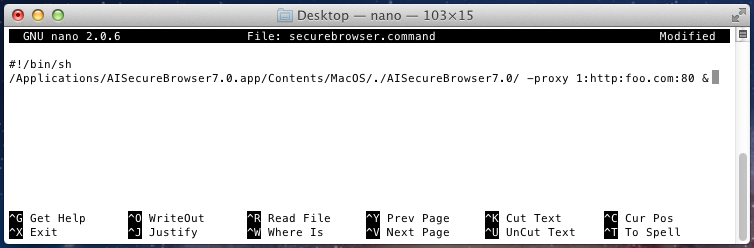 Desktop — nano — 103×15
GNU nano 2.0.6 File: securebrowser.command Modified
#!/bin/sh
/Applications/AISecureBrowser7.0.app/Contents/MacOS/./AISecureBrowser7.0/ -proxy 1:http:foo.com:80 &
^G Get Help ^O WriteOut ^R Read File ^Y Prev Page ^K Cut Text ^C Cur Pos
^X Exit ^J Justify ^W Where Is ^V Next Page ^U UnCut Text ^T To Spell